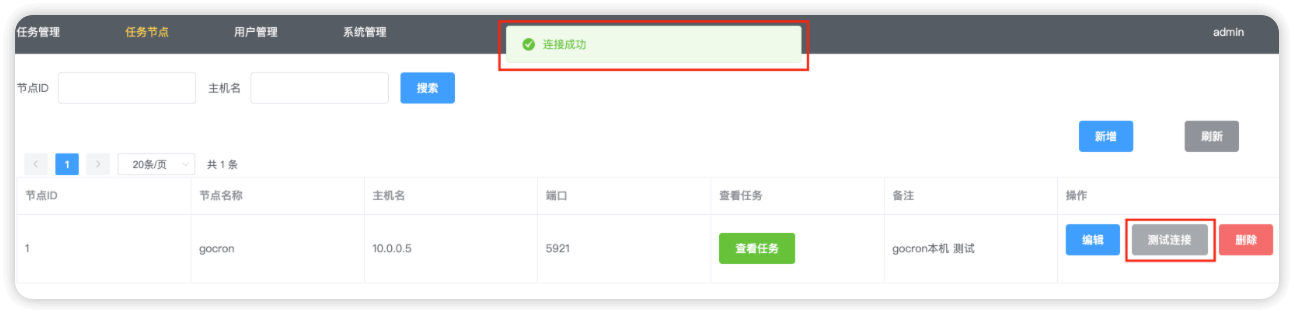 任务管理 任务节点 用户管理 系统管理 连接成功 admin
节点ID 主机名 搜索
新增 刷新
1 20条/页 共 1 条
节点ID 节点名称 主机名 端口 查看任务 备注 操作
1 gocron 10.0.0.5 5921 查看任务 gocron本机 测试 编辑 测试连接 删除